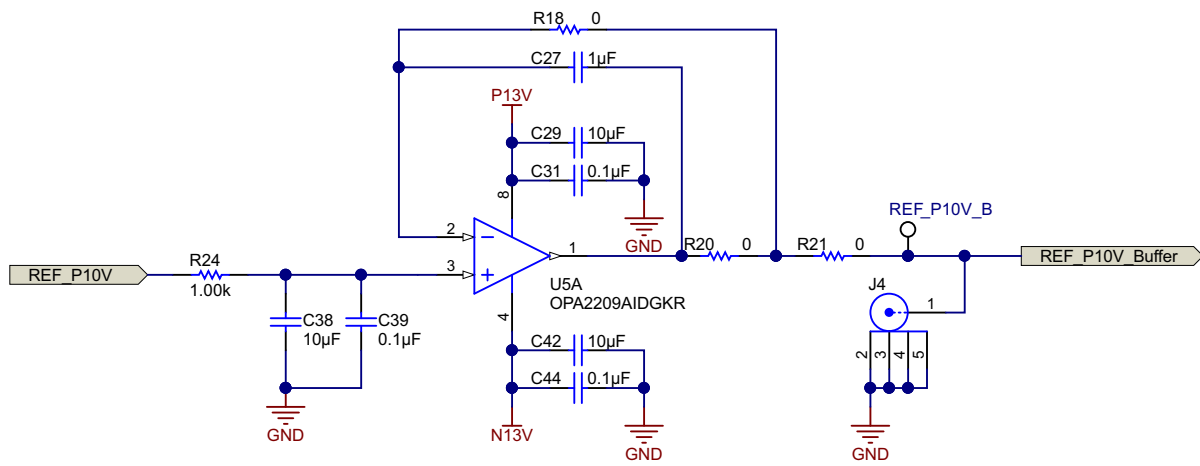 R18 0
C27 1µF
P13V
C29 10µF
C31 0.1µF
8
GND
REF_P10V_B
2
1
R20 0
R21 0
REF_P10V
R24
1.00k
3
U5A
OPA2209AIDGKR
REF_P10V_Buffer
J4
1
C38
10µF
C39
0.1µF
4
C42 10µF
C44 0.1µF
2
3
4
5
GND
N13V
GND
GND